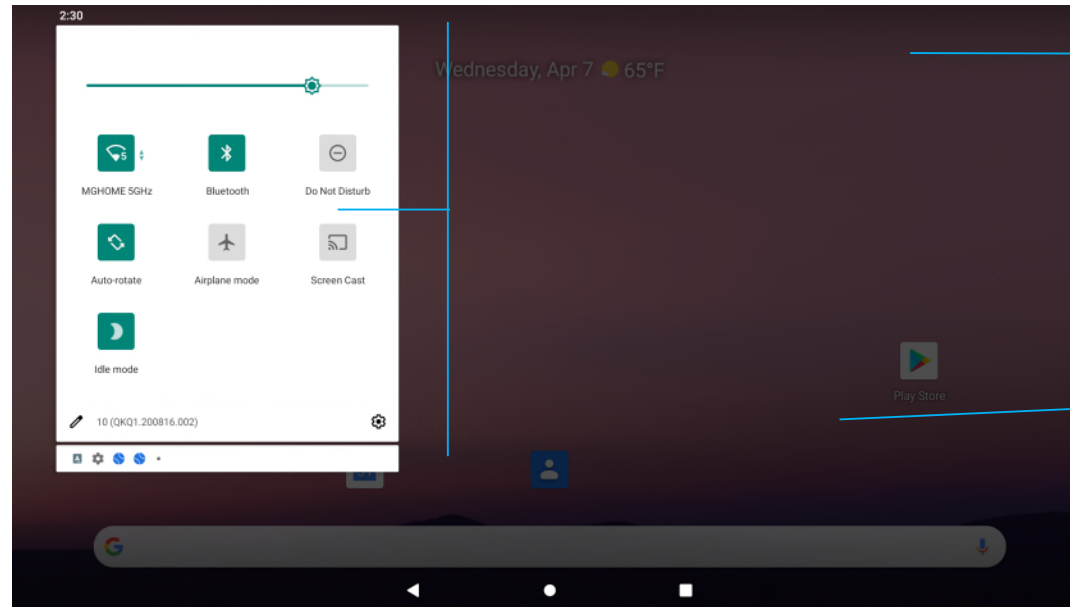 2:30
Wednesday, Apr 7 65°F
5
MGHOME 5GHz
Bluetooth
Do Not Disturb
Auto-rotate
Airplane mode
Screen Cast
Idle mode
10 (QKQ1.200816.002)
Play Store
A
G